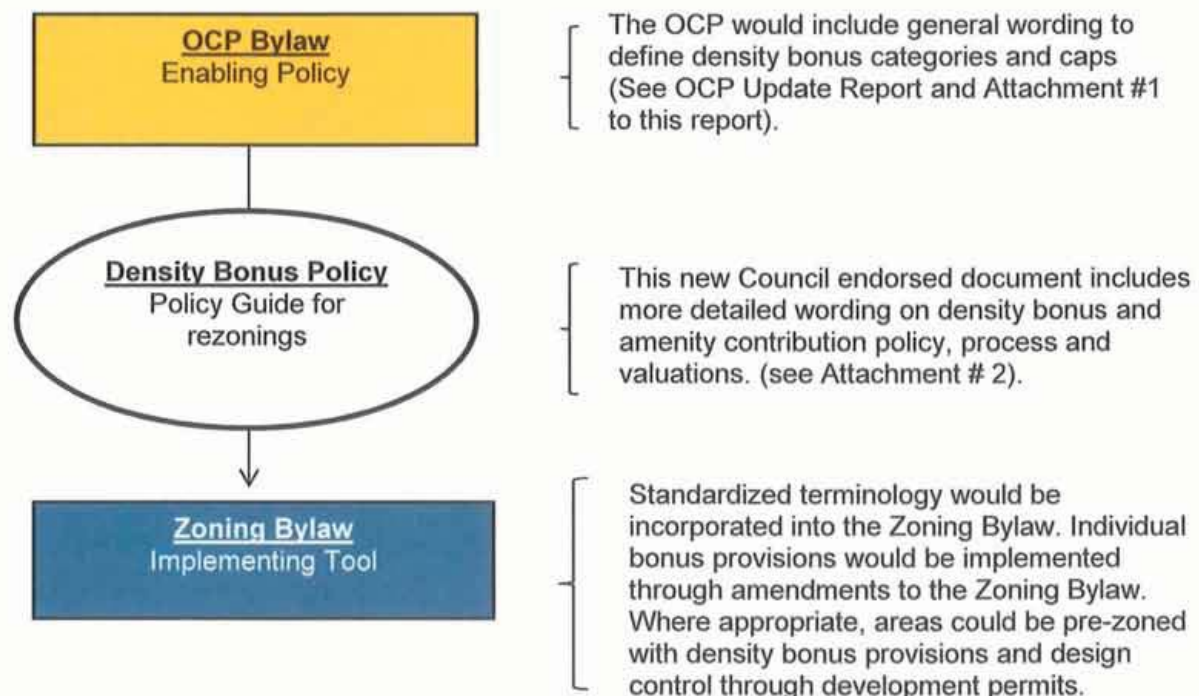 OCP Bylaw
Enabling Policy
The OCP would include general wording to
define density bonus categories and caps
(See OCP Update Report and Attachment #1
to this report).
Density Bonus Policy
Policy Guide for
rezonings
This new Council endorsed document includes
more detailed wording on density bonus and
amenity contribution policy, process and
valuations. (see Attachment # 2).
Zoning Bylaw
Implementing Tool
Standardized terminology would be
incorporated into the Zoning Bylaw. Individual
bonus provisions would be implemented
through amendments to the Zoning Bylaw.
Where appropriate, areas could be pre-zoned
with density bonus provisions and design
control through development permits.